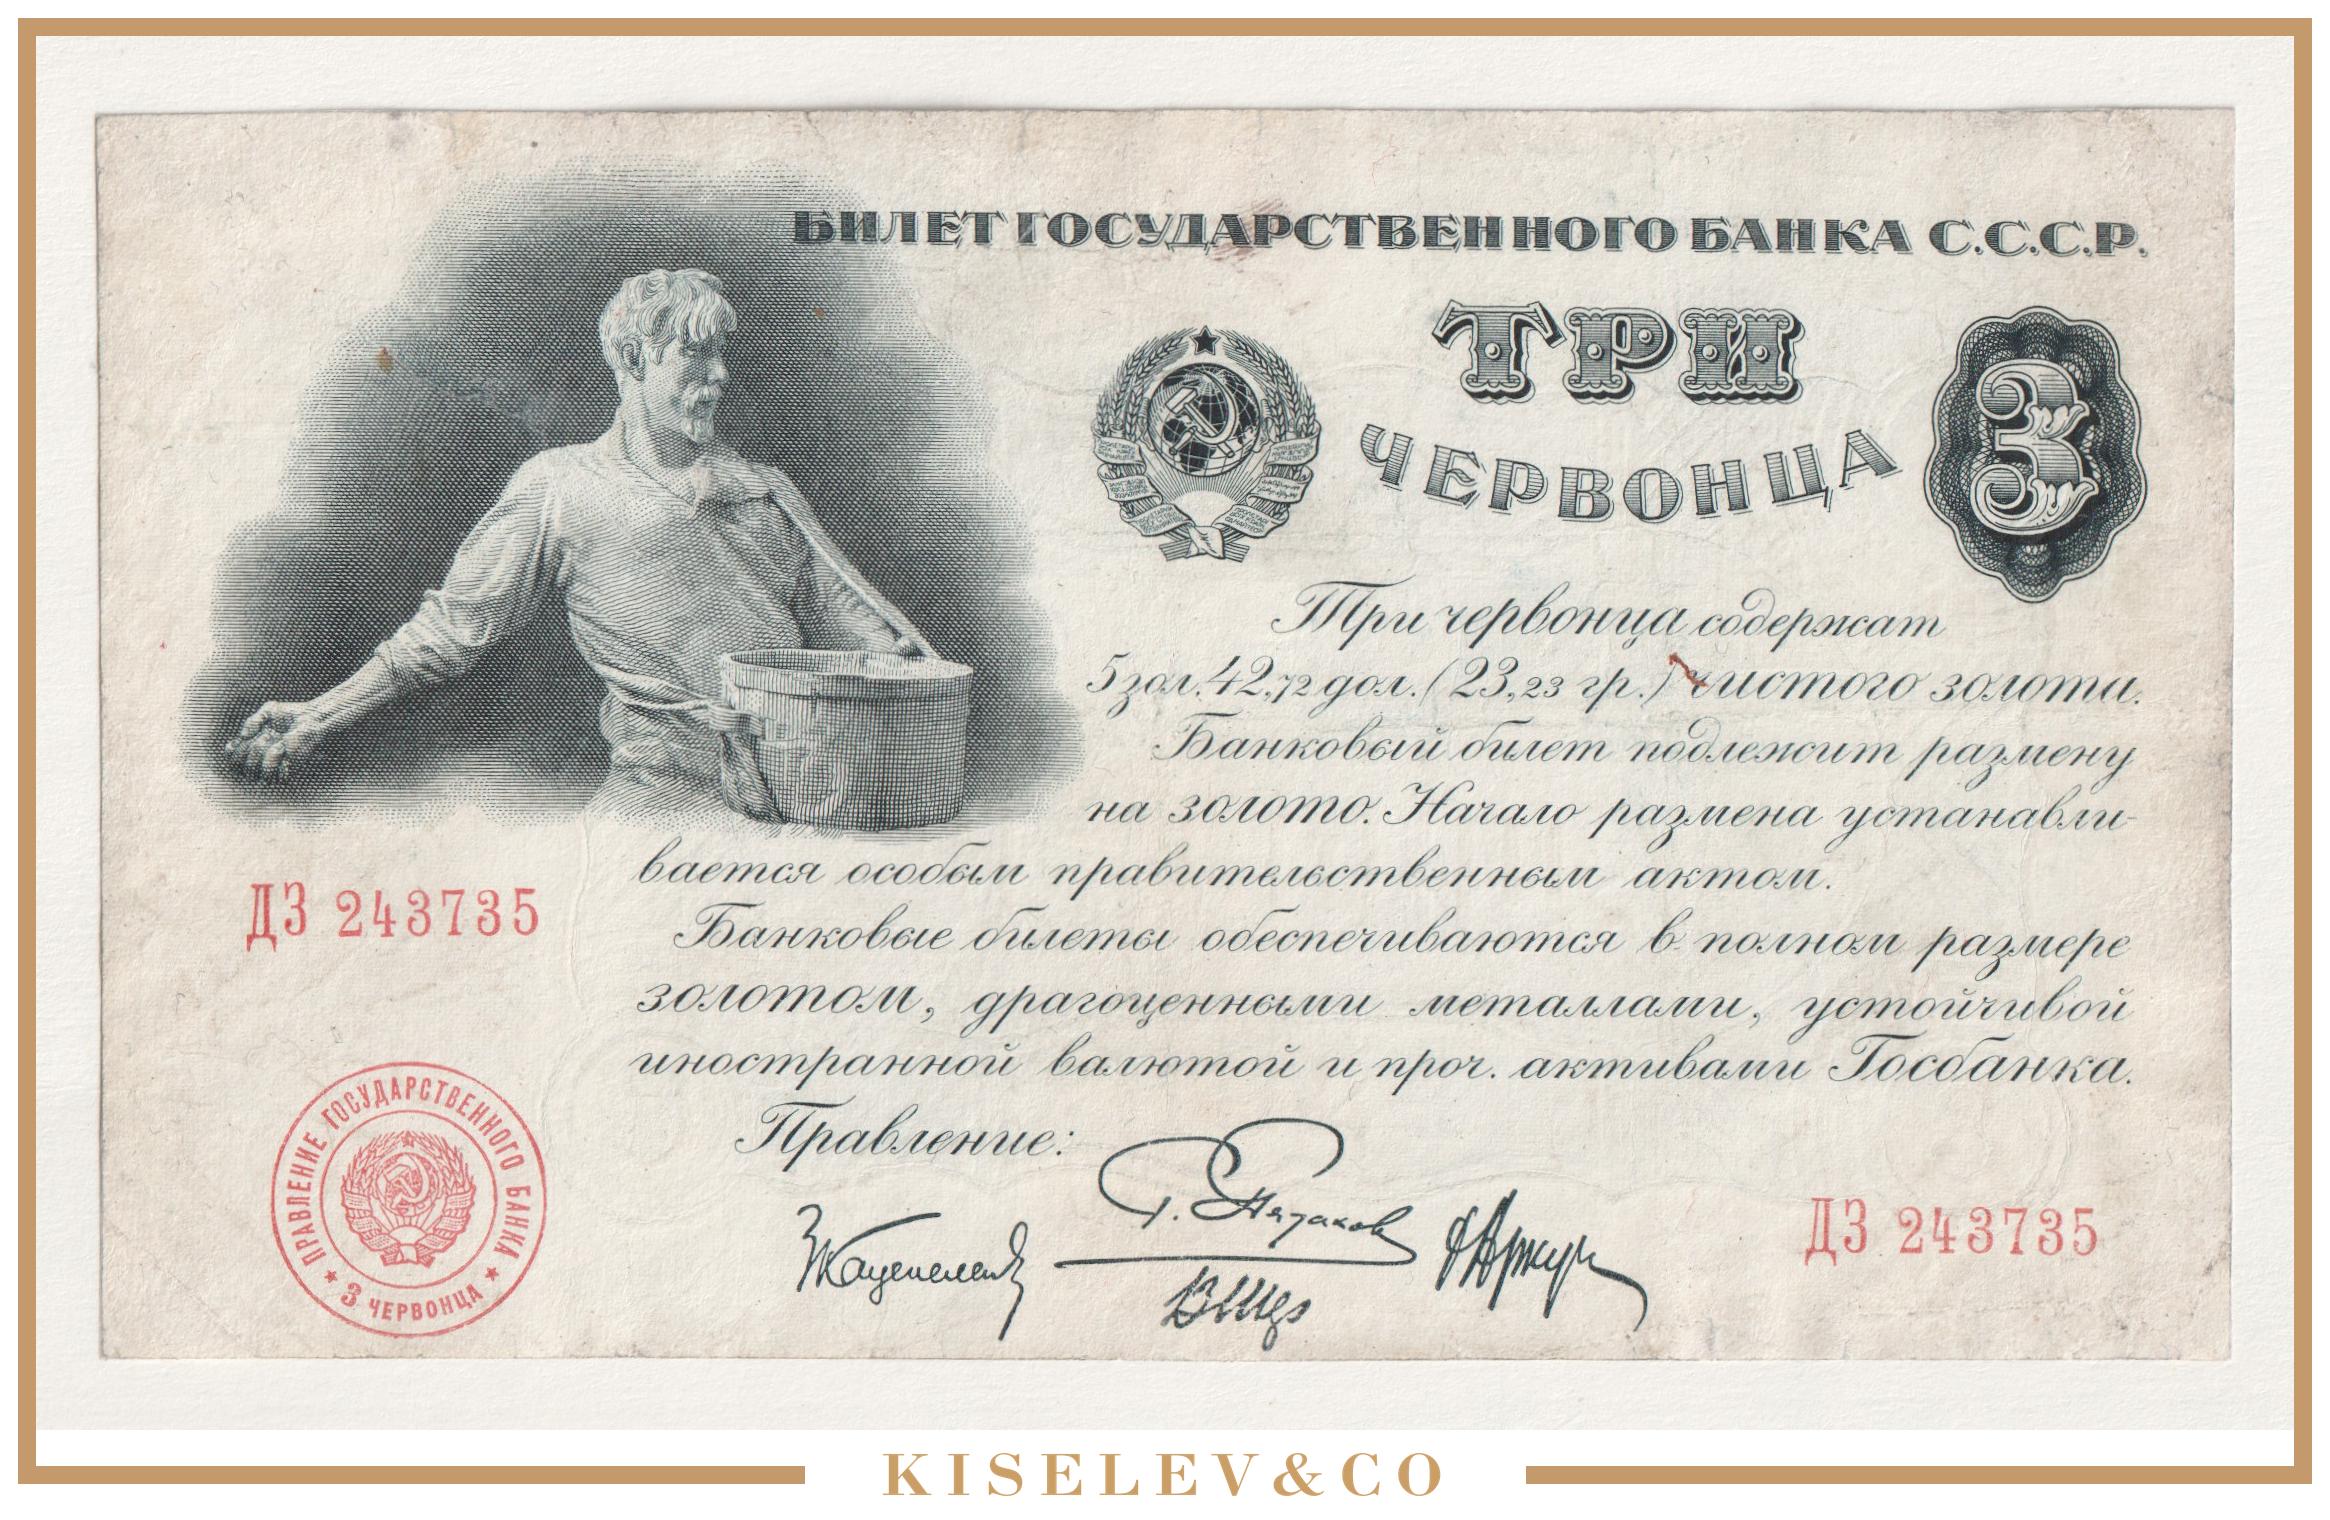 БИЛЕТ ГОСУДАРСТВЕННОГО БАНКА С.С.С.Р.
ТРИ
ЧЕРВОНЦА
3
Три червонца содержат
5 зол. 42,72 дол. (23,23 гр.) чистого золота.
Банковый билет подлежит размену
на золото. Начало размена устанавли-
вается особым правительственным актом.
ДЗ 243735
Банковые билеты обеспечиваются в полном размере
золотом, драгоценными металлами, устойчивой
иностранной валютой и проч. активами Госбанка.
Правление:
ПРАВЛЕНИЕ ГОСУДАРСТВЕННОГО БАНКА
3 ЧЕРВОНЦА
Г. Пятаков
ДЗ 243735
KISELEV&CO